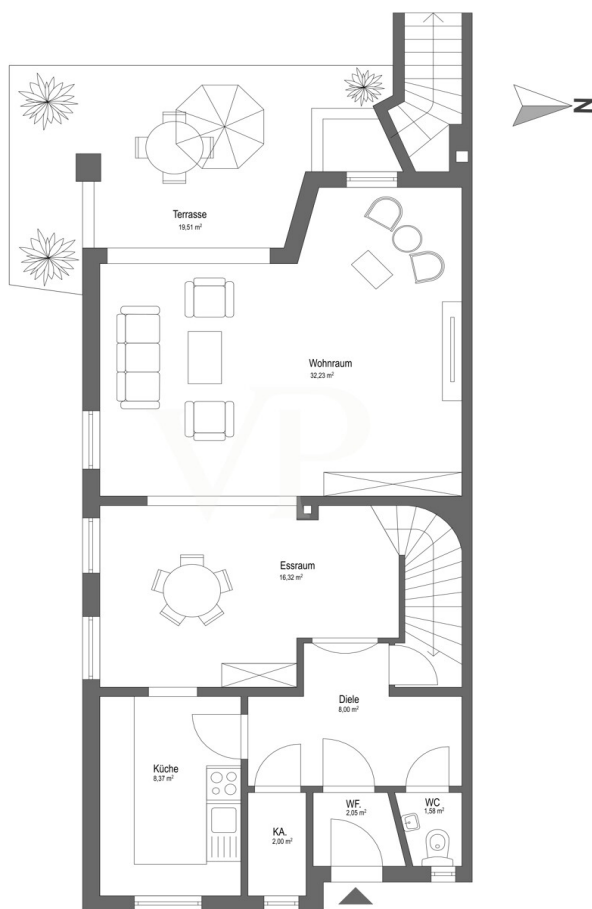 N
Terrasse
19,51 m²
Wohnraum
32,23 m²
VP
Essraum
16,32 m²
Diele
8,00 m²
Küche
8,37 m²
KA.
2,00 m²
WF.
2,05 m²
WC
1,58 m²